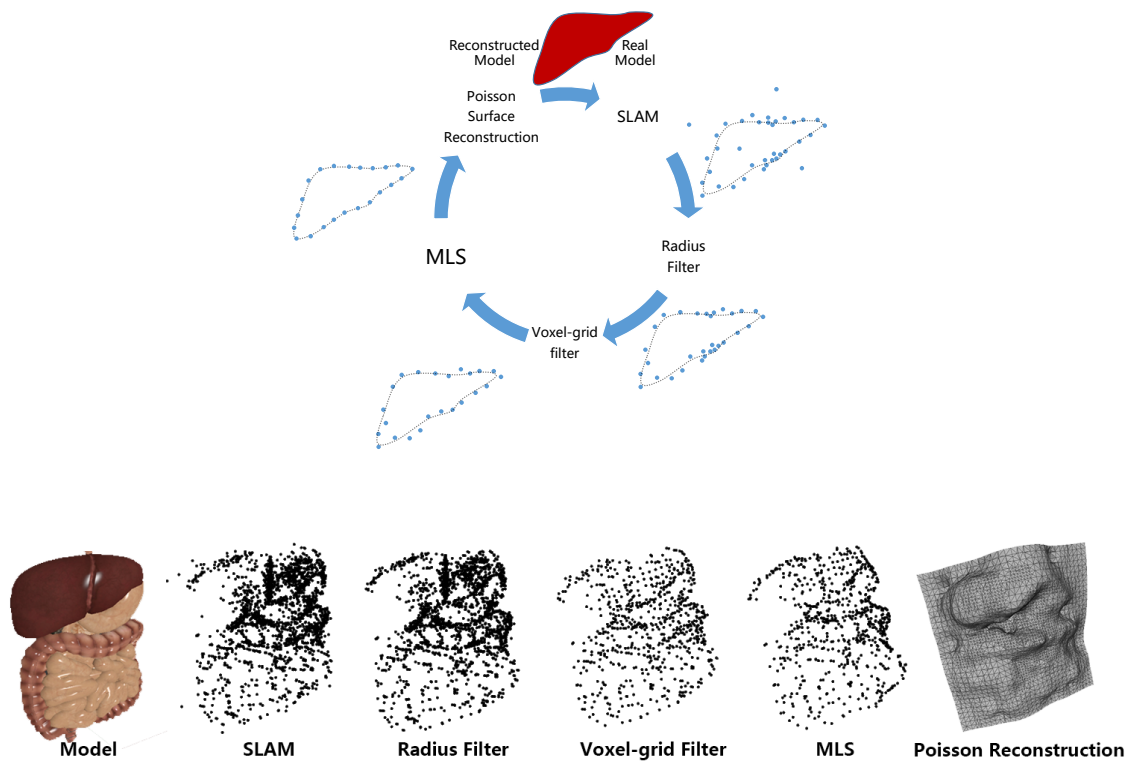 Reconstructed
Model
Real
Model
Poisson
Surface
Reconstruction
SLAM
MLS
Radius
Filter
Voxel-grid
filter
Model
SLAM
Radius Filter
Voxel-grid Filter
MLS
Poisson Reconstruction